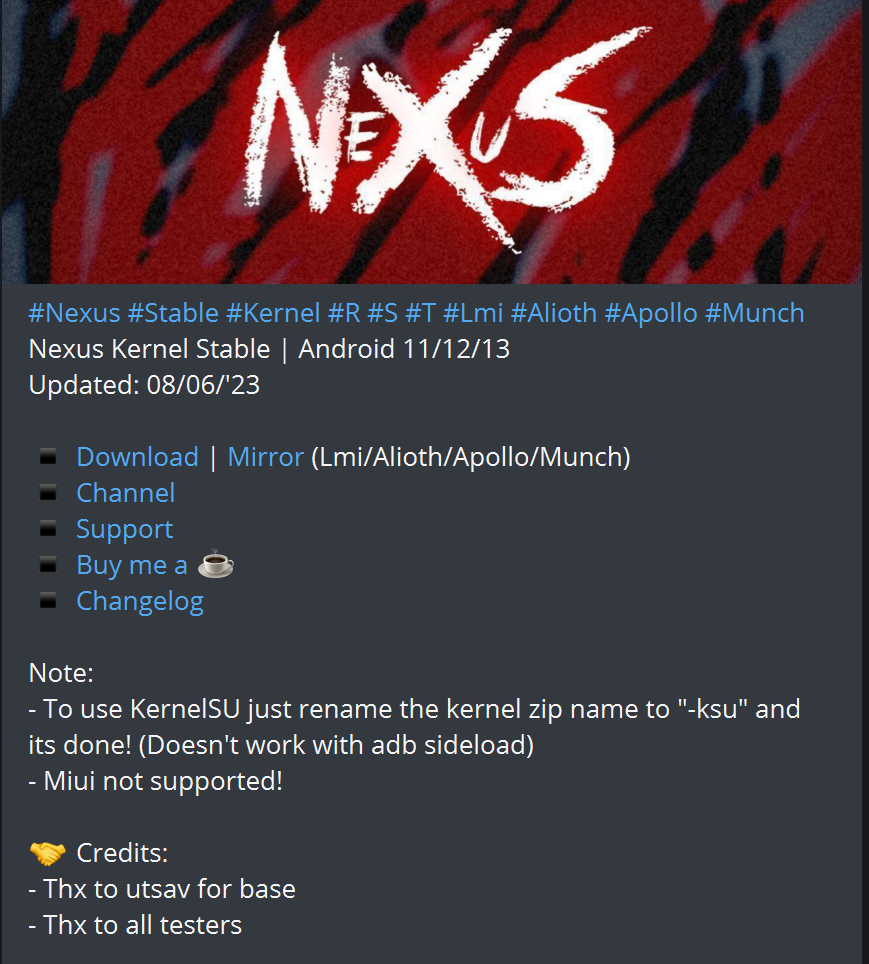 NeXuS
#Nexus #Stable #Kernel #R #S #T #Lmi #Alioth #Apollo #Munch
Nexus Kernel Stable | Android 11/12/13
Updated: 08/06/'23
▪️ Download | Mirror (Lmi/Alioth/Apollo/Munch)
▪️ Channel
▪️ Support
▪️ Buy me a ☕
▪️ Changelog
Note:
- To use KernelSU just rename the kernel zip name to "-ksu" and
its done! (Doesn't work with adb sideload)
- Miui not supported!
🤝 Credits:
- Thx to utsav for base
- Thx to all testers